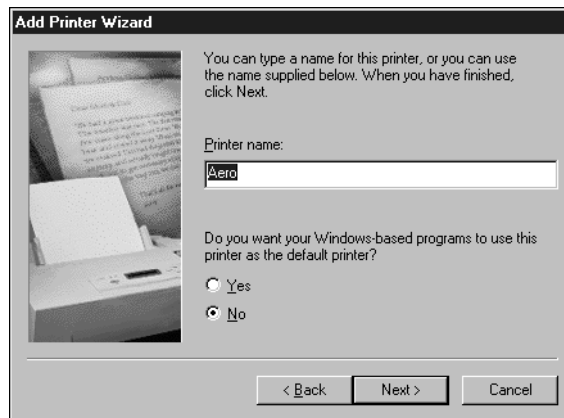 Add Printer Wizard
You can type a name for this printer, or you can use
the name supplied below. When you have finished,
click Next.
Printer name:
Aero
Do you want your Windows-based programs to use this
printer as the default printer?
Yes
No
< Back
Next >
Cancel